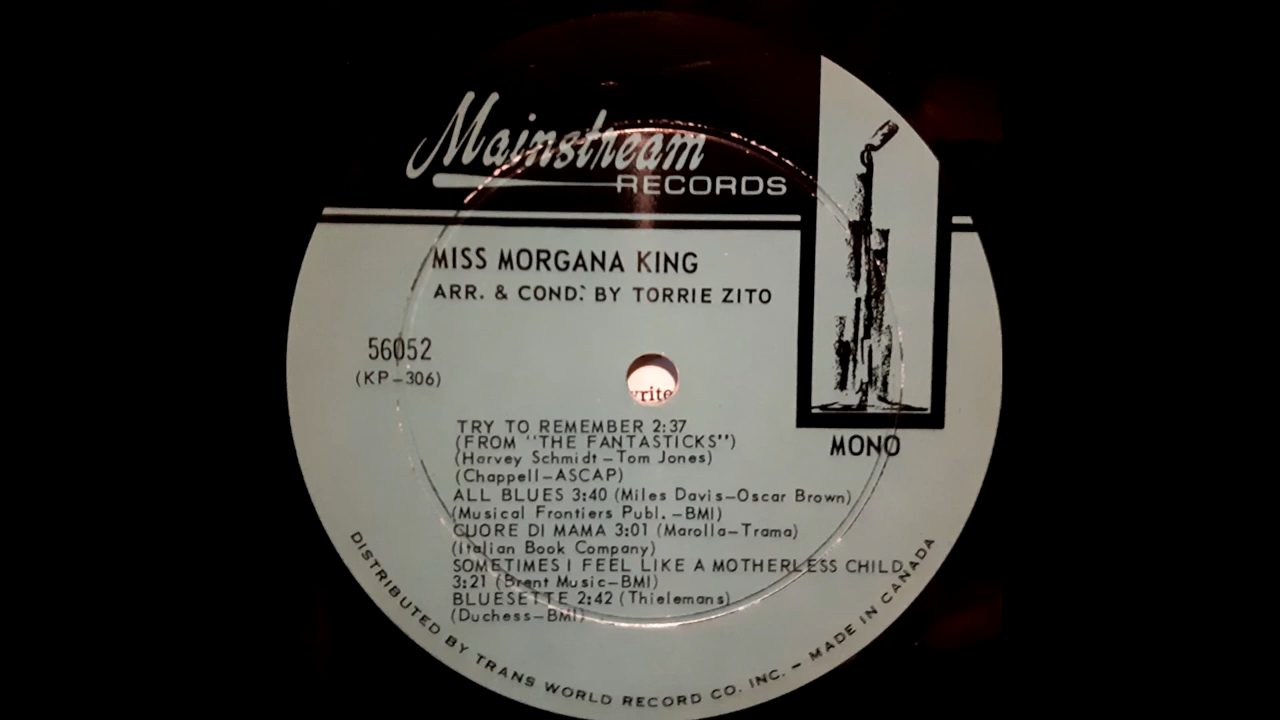 Mainstream
RECORDS
MISS MORGANA KING
ARR. & COND. BY TORRIE ZITO
56052
(KP-306)
write
TRY TO REMEMBER 2:37
(FROM "THE FANTASTICKS")
(Harvey Schmidt-Tom Jones)
(Chappell-ASCAP)
MONO
ALL BLUES 3:40 (Miles Davis-Oscar Brown)
(Musical Frontiers Publ. -BMI)
CUORE DI MAMA 3:01 (Marolla-Trama)
(Italian Book Company)
SOMETIMES I FEEL LIKE A MOTHERLESS CHILD
3:21 (Brent Music-BMI)
BLUESETTE 2:42 (Thielemans)
(Duchess-BMI)
DISTRIBUTED BY TRANS WORLD RECORD CO. INC. - MADE IN CANADA